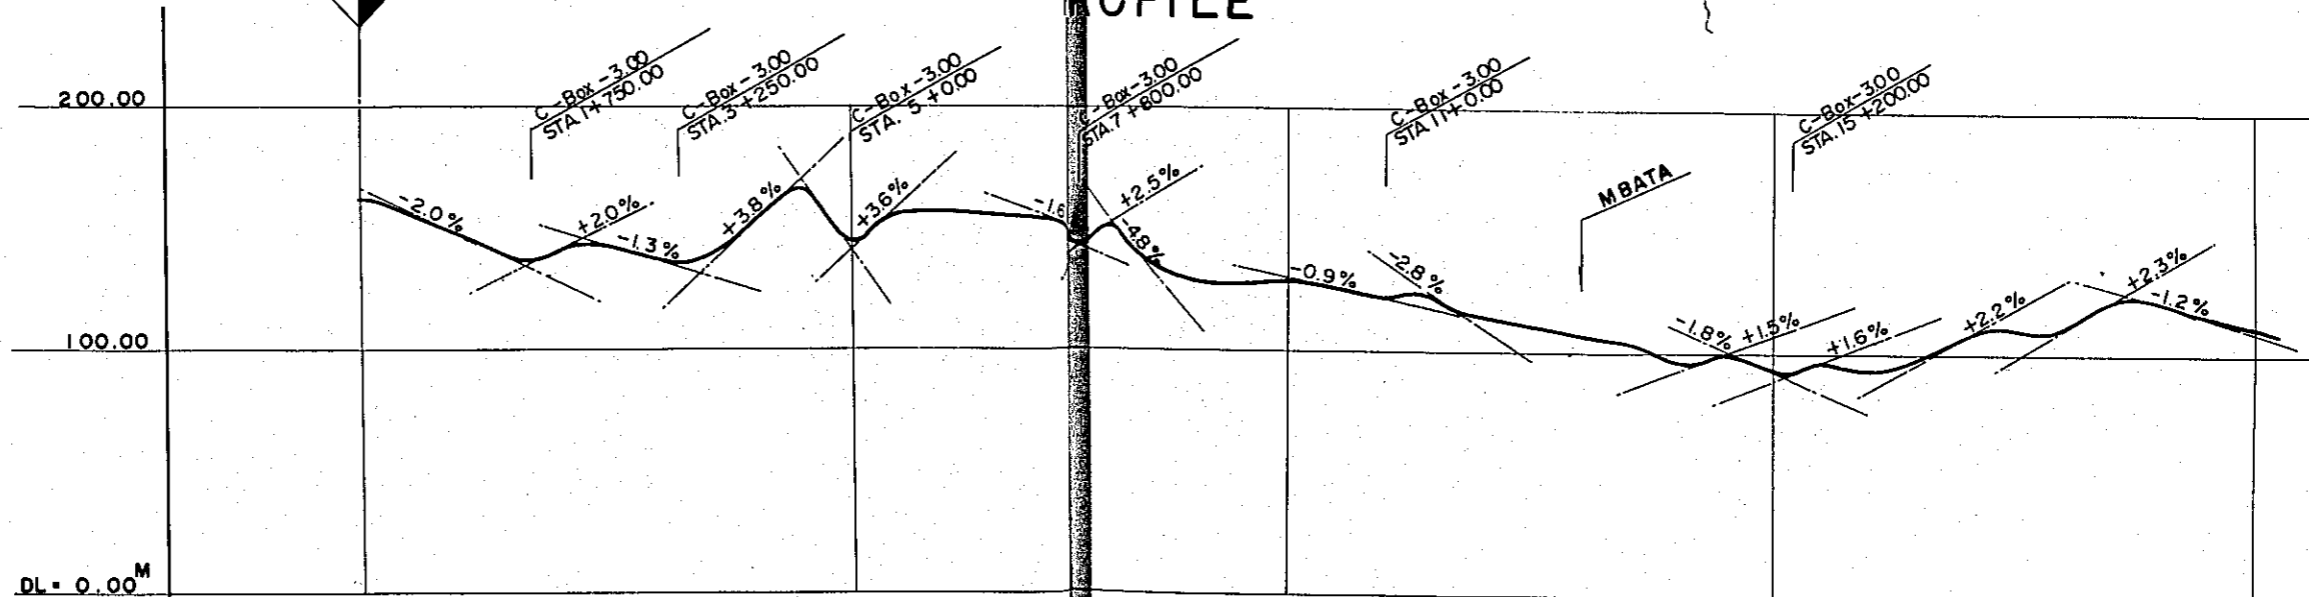 ROFILE
C-Box-3.00
STA.1+750.00
C-Box-3.00
STA.3+250.00
C-Box-3.00
STA. 5+0.00
-Box-3.00
STA.7+800.00
C-Box-3.00
STA 11+0.00
C-Box-3.00
STA.15+200.00
200.00
MBATA
-2.0%
+2.0%
-1.3%
+3.8%
+3.6%
-1.6
+2.5%
-4.8%
-0.9%
-2.8%
-1.8%
+1.5%
+1.6%
+2.2%
+2.3%
-1.2%
100.00
DL= 0.00M